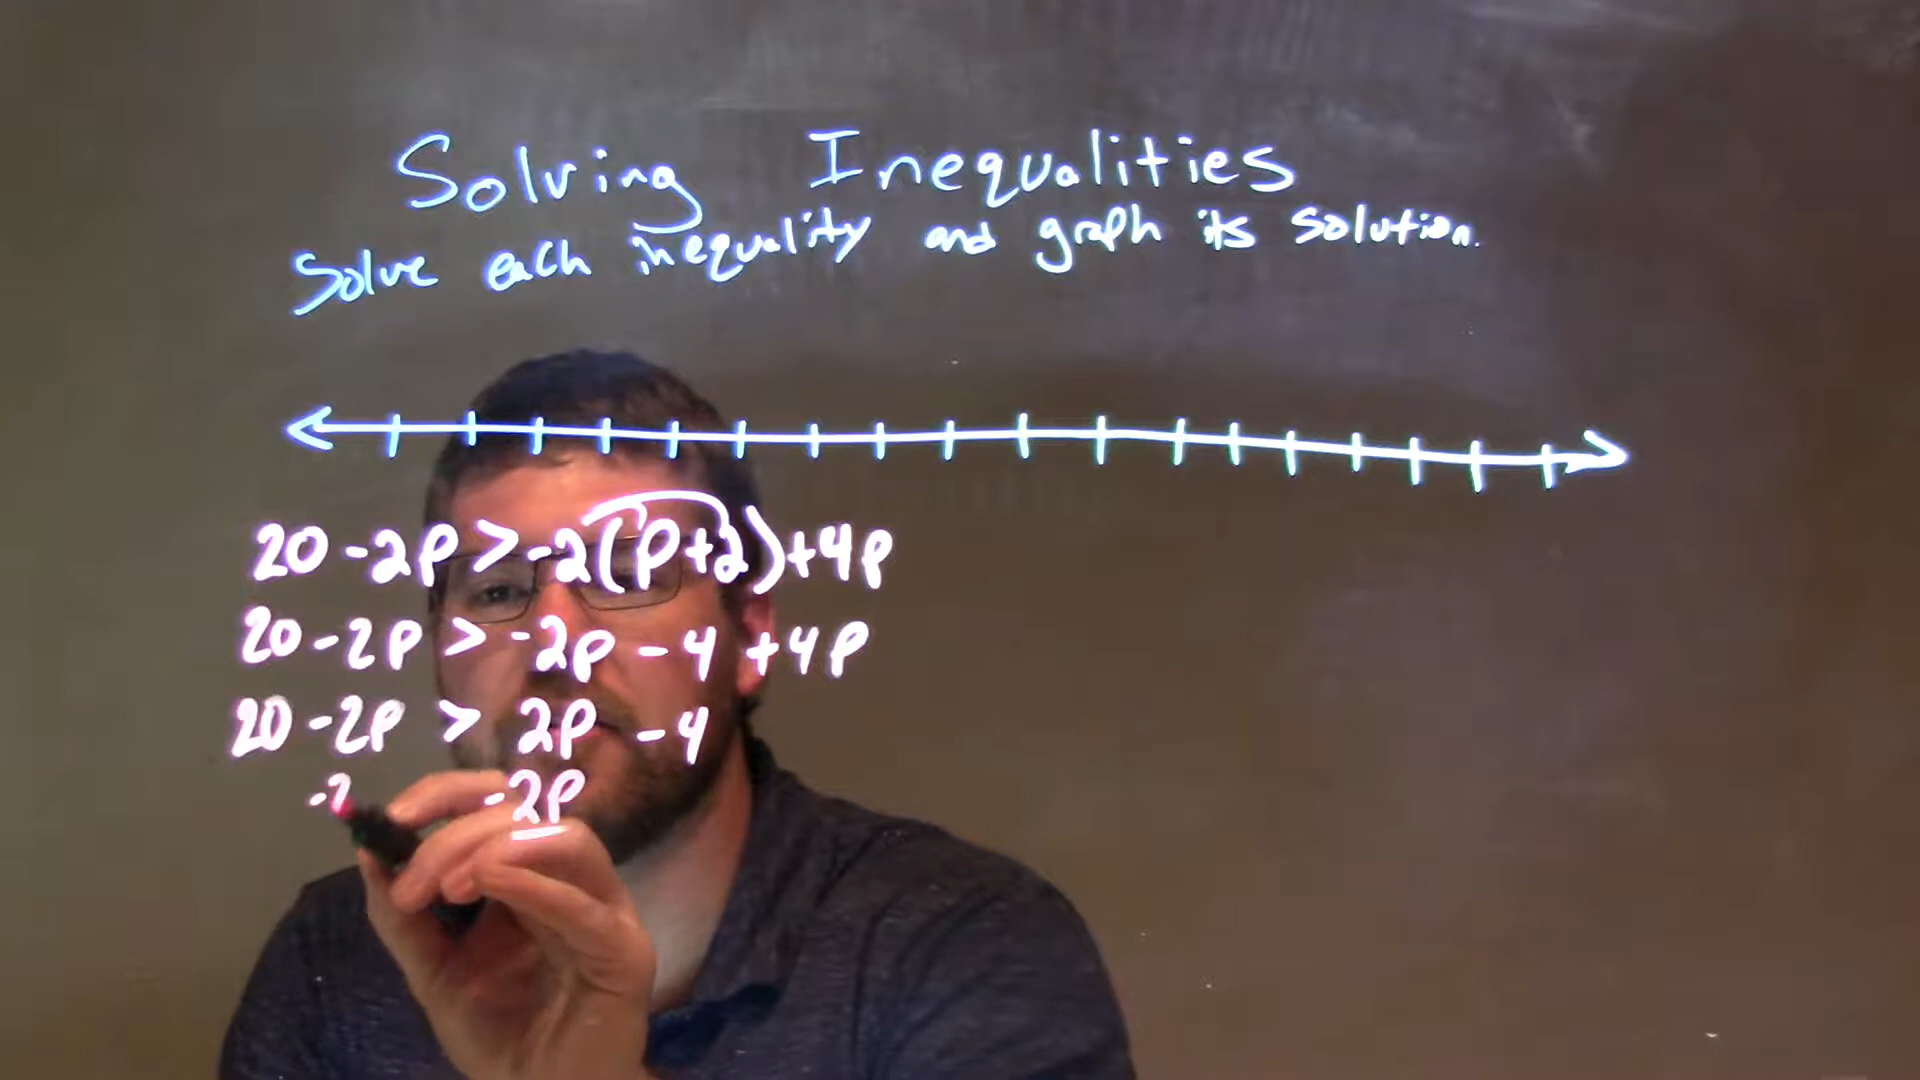 Solving Inequalities
Solve each inequality and graph its solution.
20 - 2p > -2(p+2)+4p
20 - 2p > -2p - 4 +4p
20 - 2p > 2p - 4
-2 -2p